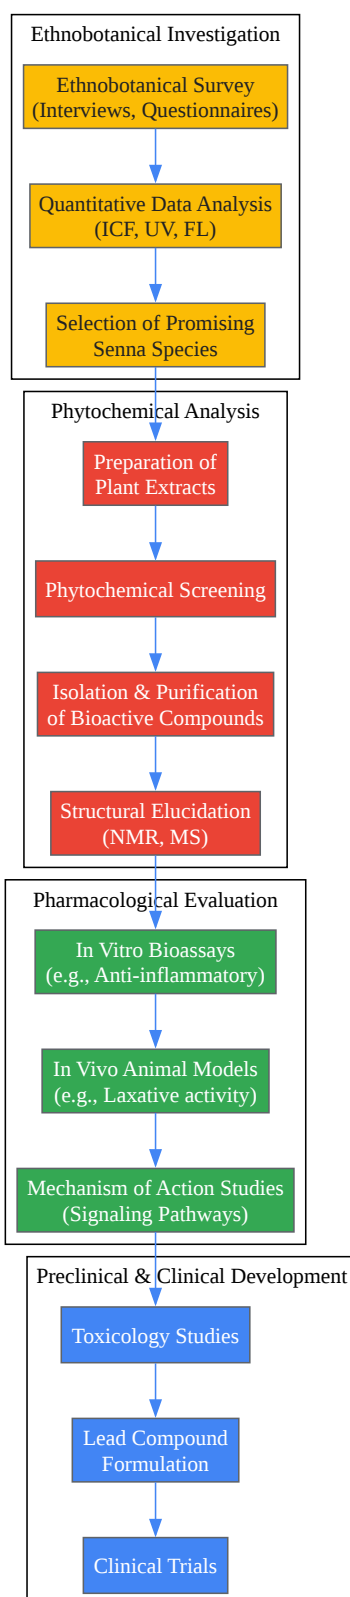 Ethnobotanical Investigation
Ethnobotanical Survey
(Interviews, Questionnaires)
Quantitative Data Analysis
(ICF, UV, FL)
Selection of Promising
Senna Species
Phytochemical Analysis
Preparation of
Plant Extracts
Phytochemical Screening
Isolation & Purification
of Bioactive Compounds
Structural Elucidation
(NMR, MS)
Pharmacological Evaluation
In Vitro Bioassays
(e.g., Anti-inflammatory)
In Vivo Animal Models
(e.g., Laxative activity)
Mechanism of Action Studies
(Signaling Pathways)
Preclinical & Clinical Development
Toxicology Studies
Lead Compound
Formulation
Clinical Trials